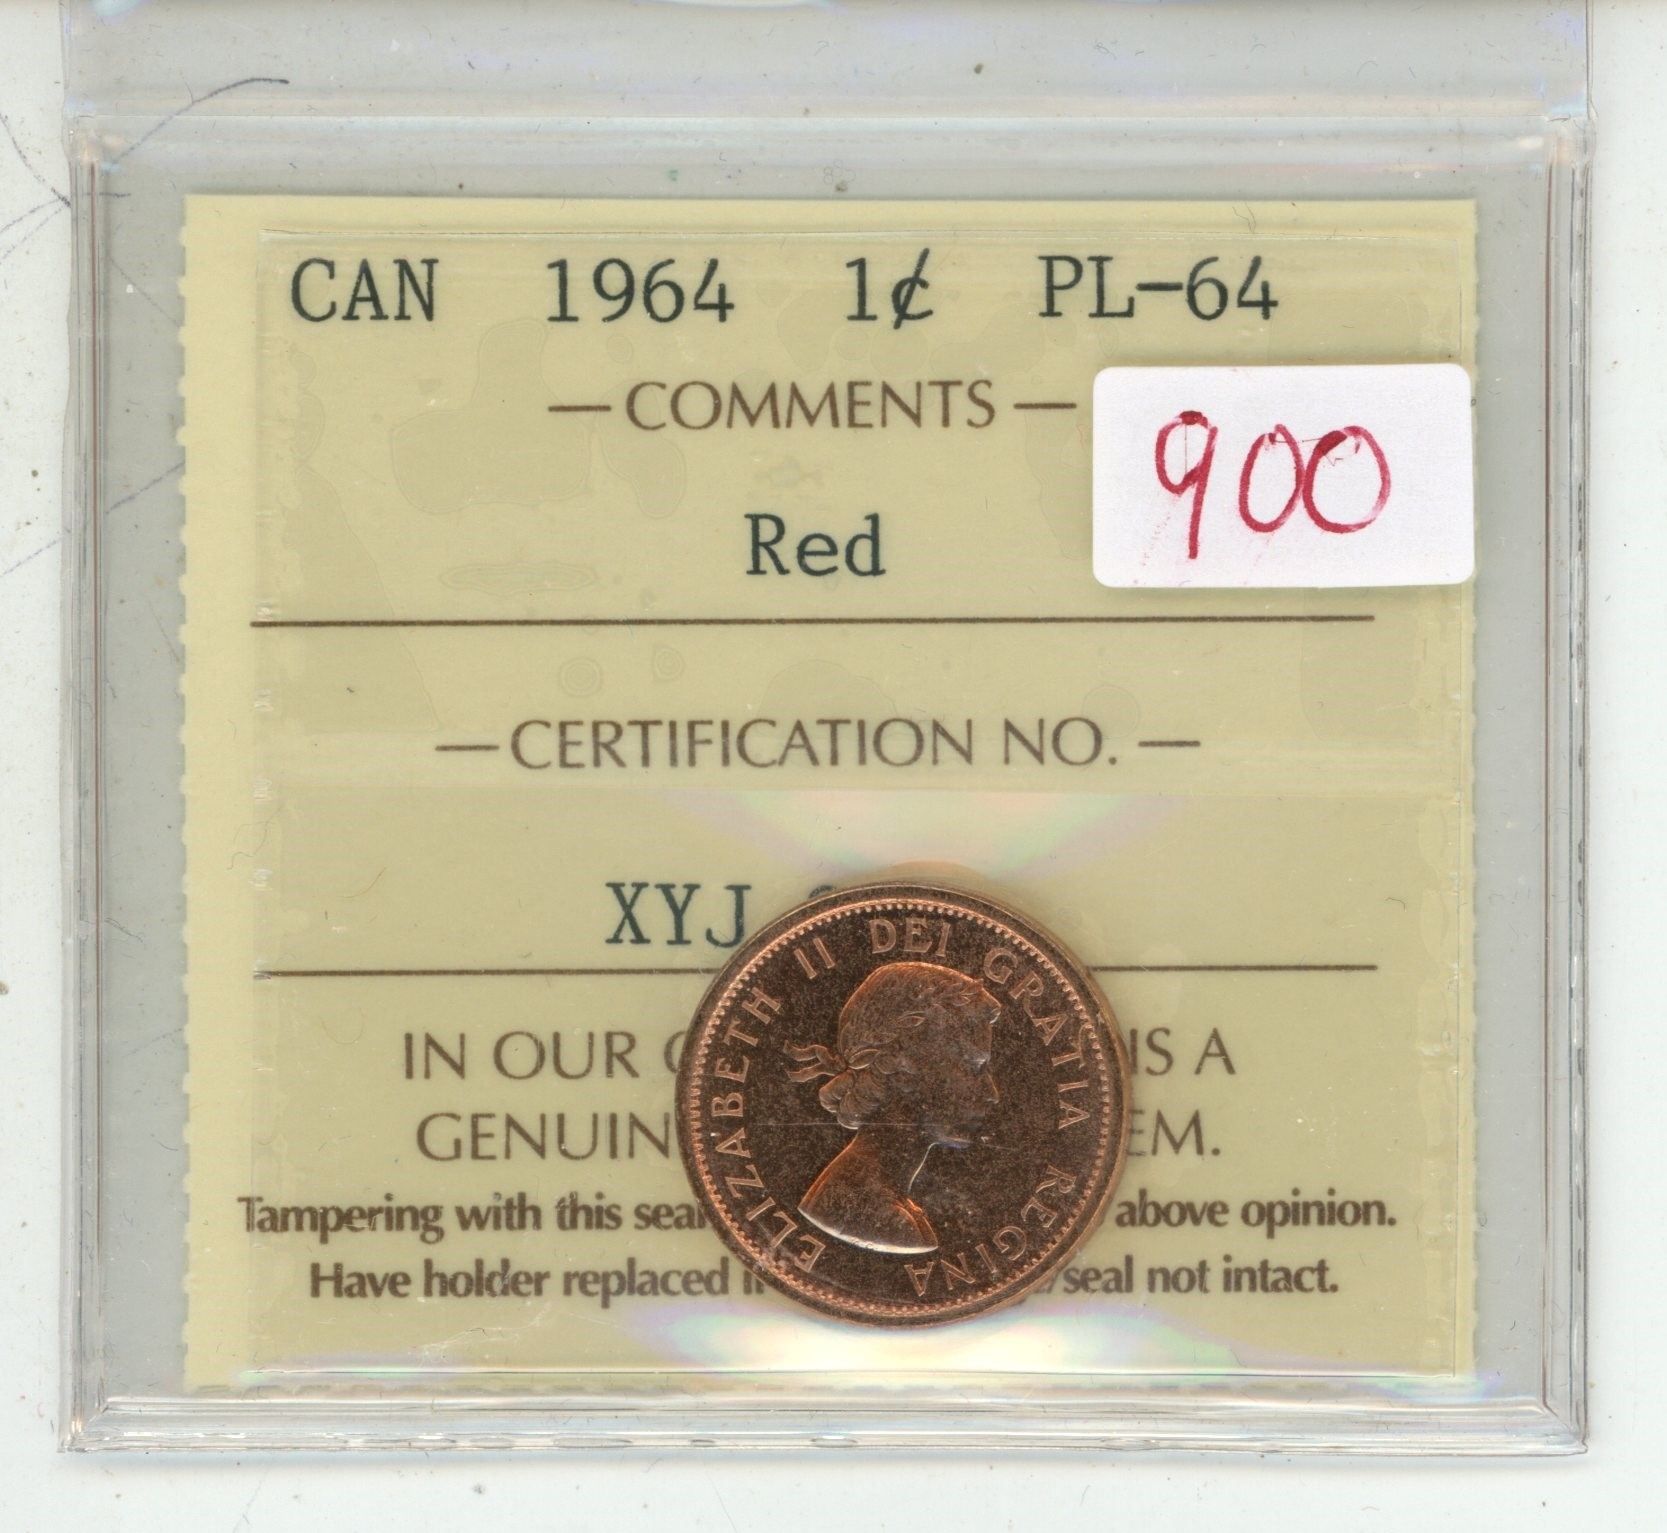 CAN 1964 1¢ PL-64
— COMMENTS —
900
Red
— CERTIFICATION NO. —
XYJ
ELIZABETH II DEI GRATIA REGINA
IN OUR IS A
GENUIN EM.
Tampering with this seal above opinion.
Have holder replaced /seal not intact.